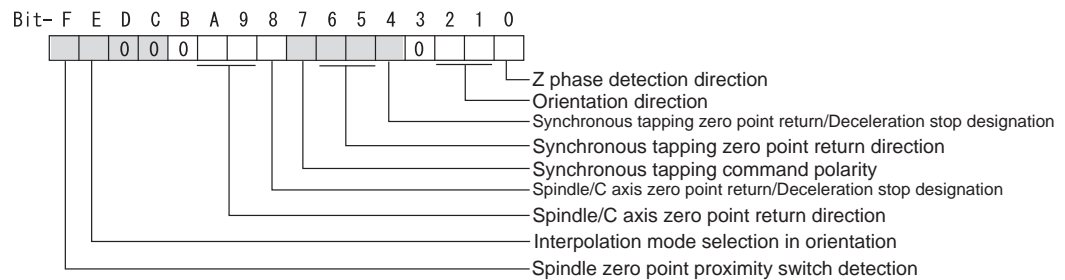 Bit- F E D C B A 9 8 7 6 5 4 3 2 1 0
0 0 0 0
Z phase detection direction
Orientation direction
Synchronous tapping zero point return/Deceleration stop designation
Synchronous tapping zero point return direction
Synchronous tapping command polarity
Spindle/C axis zero point return/Deceleration stop designation
Spindle/C axis zero point return direction
Interpolation mode selection in orientation
Spindle zero point proximity switch detection